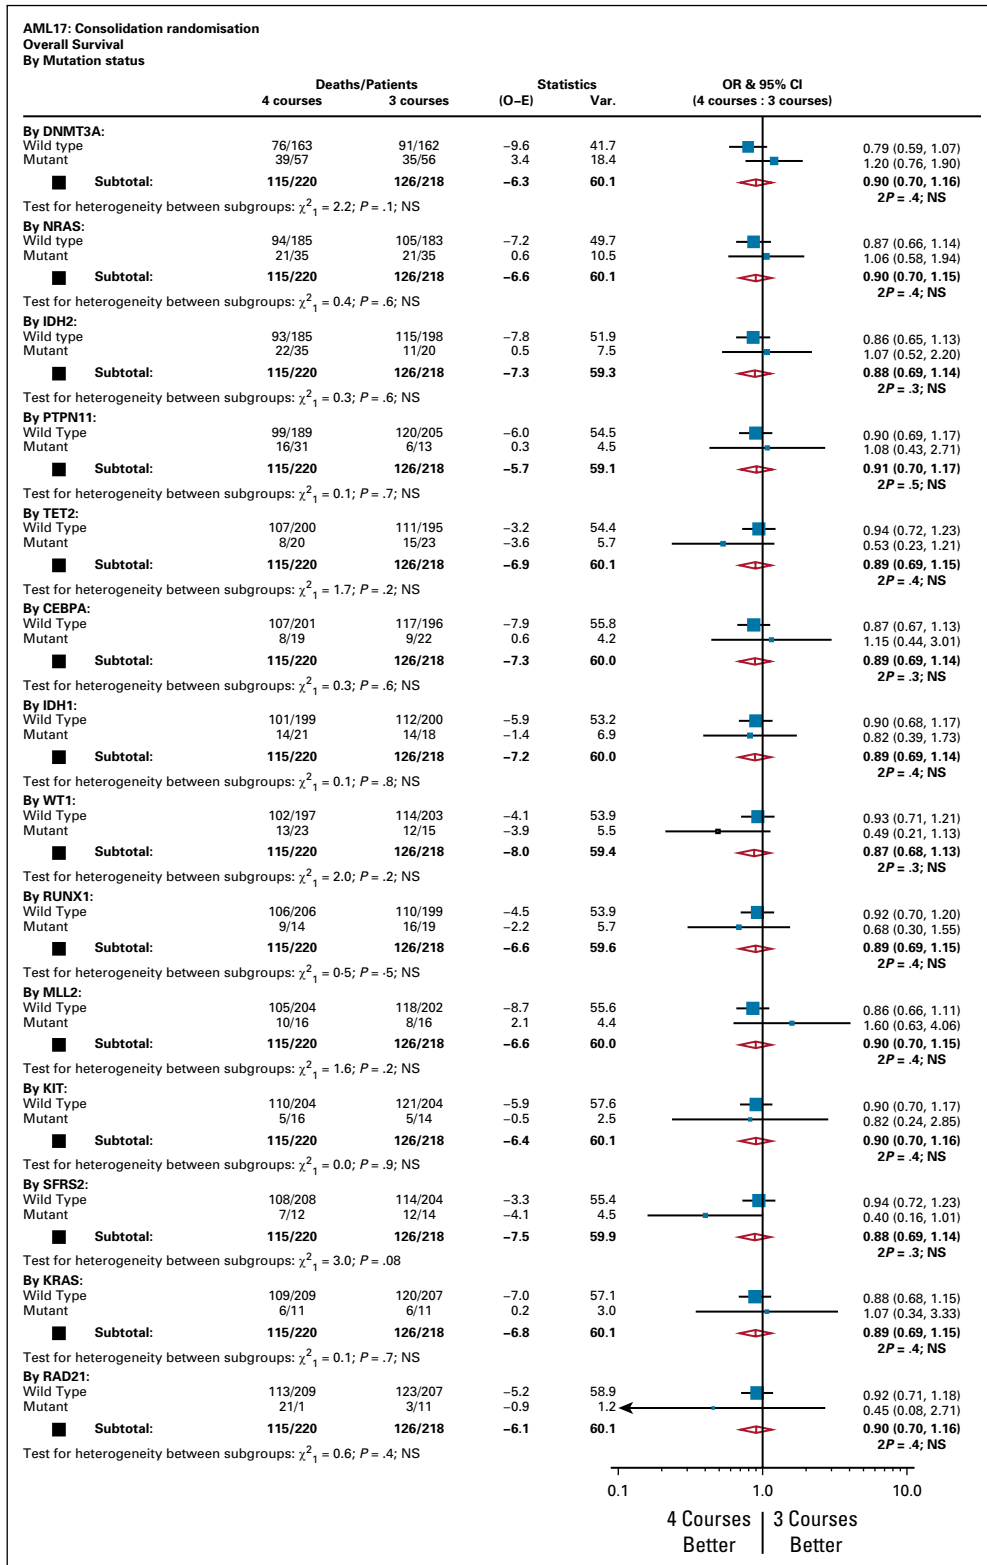 AML17: Consolidation randomisation
Overall Survival
By Mutation status
Deaths/Patients Statistics OR & 95% CI
4 courses 3 courses (O–E) Var. (4 courses : 3 courses)
By DNMT3A:
Wild type 76/163 91/162 −9.6 41.7 0.79 (0.59, 1.07)
Mutant 39/57 35/56 3.4 18.4 1.20 (0.76, 1.90)
Subtotal: 115/220 126/218 −6.3 60.1 0.90 (0.70, 1.16)
2P = .4; NS
Test for heterogeneity between subgroups: χ²₁ = 2.2; P = .1; NS
By NRAS:
Wild type 94/185 105/183 −7.2 49.7 0.87 (0.66, 1.14)
Mutant 21/35 21/35 0.6 10.5 1.06 (0.58, 1.94)
Subtotal: 115/220 126/218 −6.6 60.1 0.90 (0.70, 1.15)
2P = .4; NS
Test for heterogeneity between subgroups: χ²₁ = 0.4; P = .6; NS
By IDH2:
Wild type 93/185 115/198 −7.8 51.9 0.86 (0.65, 1.13)
Mutant 22/35 11/20 0.5 7.5 1.07 (0.52, 2.20)
Subtotal: 115/220 126/218 −7.3 59.3 0.88 (0.69, 1.14)
2P = .3; NS
Test for heterogeneity between subgroups: χ²₁ = 0.3; P = .6; NS
By PTPN11:
Wild Type 99/189 120/205 −6.0 54.5 0.90 (0.69, 1.17)
Mutant 16/31 6/13 0.3 4.5 1.08 (0.43, 2.71)
Subtotal: 115/220 126/218 −5.7 59.1 0.91 (0.70, 1.17)
2P = .5; NS
Test for heterogeneity between subgroups: χ²₁ = 0.1; P = .7; NS
By TET2:
Wild Type 107/200 111/195 −3.2 54.4 0.94 (0.72, 1.23)
Mutant 8/20 15/23 −3.6 5.7 0.53 (0.23, 1.21)
Subtotal: 115/220 126/218 −6.9 60.1 0.89 (0.69, 1.15)
2P = .4; NS
Test for heterogeneity between subgroups: χ²₁ = 1.7; P = .2; NS
By CEBPA:
Wild Type 107/201 117/196 −7.9 55.8 0.87 (0.67, 1.13)
Mutant 8/19 9/22 0.6 4.2 1.15 (0.44, 3.01)
Subtotal: 115/220 126/218 −7.3 60.0 0.89 (0.69, 1.14)
2P = .3; NS
Test for heterogeneity between subgroups: χ²₁ = 0.3; P = .6; NS
By IDH1:
Wild Type 101/199 112/200 −5.9 53.2 0.90 (0.68, 1.17)
Mutant 14/21 14/18 −1.4 6.9 0.82 (0.39, 1.73)
Subtotal: 115/220 126/218 −7.2 60.0 0.89 (0.69, 1.14)
2P = .4; NS
Test for heterogeneity between subgroups: χ²₁ = 0.1; P = .8; NS
By WT1:
Wild Type 102/197 114/203 −4.1 53.9 0.93 (0.71, 1.21)
Mutant 13/23 12/15 −3.9 5.5 0.49 (0.21, 1.13)
Subtotal: 115/220 126/218 −8.0 59.4 0.87 (0.68, 1.13)
2P = .3; NS
Test for heterogeneity between subgroups: χ²₁ = 2.0; P = .2; NS
By RUNX1:
Wild Type 106/206 110/199 −4.5 53.9 0.92 (0.70, 1.20)
Mutant 9/14 16/19 −2.2 5.7 0.68 (0.30, 1.55)
Subtotal: 115/220 126/218 −6.6 59.6 0.89 (0.69, 1.15)
2P = .4; NS
Test for heterogeneity between subgroups: χ²₁ = 0·5; P = ·5; NS
By MLL2:
Wild Type 105/204 118/202 −8.7 55.6 0.86 (0.66, 1.11)
Mutant 10/16 8/16 2.1 4.4 1.60 (0.63, 4.06)
Subtotal: 115/220 126/218 −6.6 60.0 0.90 (0.70, 1.15)
2P = .4; NS
Test for heterogeneity between subgroups: χ²₁ = 1.6; P = .2; NS
By KIT:
Wild Type 110/204 121/204 −5.9 57.6 0.90 (0.70, 1.17)
Mutant 5/16 5/14 −0.5 2.5 0.82 (0.24, 2.85)
Subtotal: 115/220 126/218 −6.4 60.1 0.90 (0.70, 1.16)
2P = .4; NS
Test for heterogeneity between subgroups: χ²₁ = 0.0; P = .9; NS
By SFRS2:
Wild Type 108/208 114/204 −3.3 55.4 0.94 (0.72, 1.23)
Mutant 7/12 12/14 −4.1 4.5 0.40 (0.16, 1.01)
Subtotal: 115/220 126/218 −7.5 59.9 0.88 (0.69, 1.14)
2P = .3; NS
Test for heterogeneity between subgroups: χ²₁ = 3.0; P = .08
By KRAS:
Wild Type 109/209 120/207 −7.0 57.1 0.88 (0.68, 1.15)
Mutant 6/11 6/11 0.2 3.0 1.07 (0.34, 3.33)
Subtotal: 115/220 126/218 −6.8 60.1 0.89 (0.69, 1.15)
2P = .4; NS
Test for heterogeneity between subgroups: χ²₁ = 0.1; P = .7; NS
By RAD21:
Wild Type 113/209 123/207 −5.2 58.9 0.92 (0.71, 1.18)
Mutant 21/1 3/11 −0.9 1.2 0.45 (0.08, 2.71)
Subtotal: 115/220 126/218 −6.1 60.1 0.90 (0.70, 1.16)
2P = .4; NS
Test for heterogeneity between subgroups: χ²₁ = 0.6; P = .4; NS
0.1 1.0 10.0
4 Courses 3 Courses
Better Better